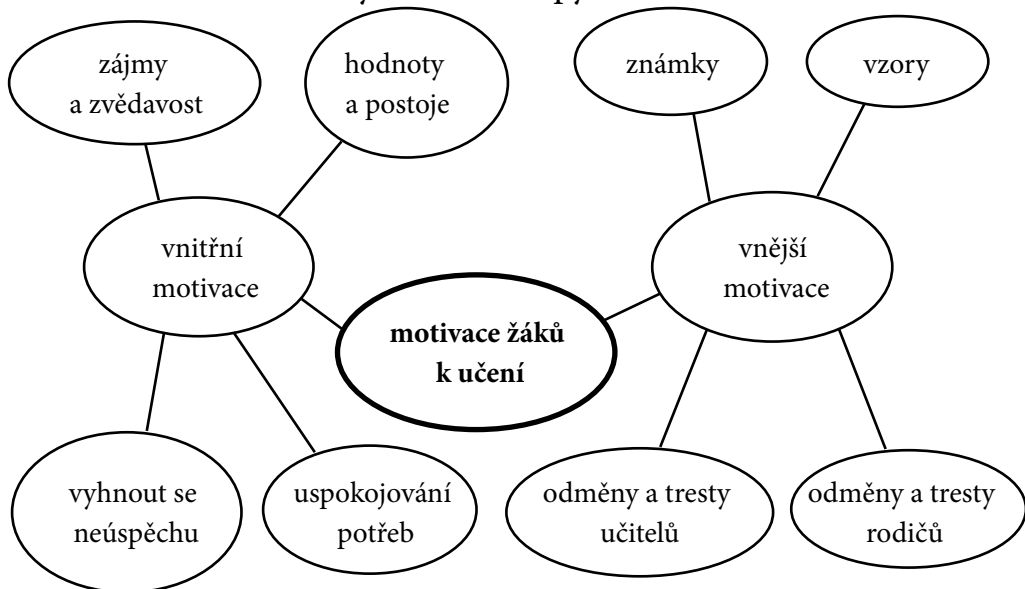 zájmy
a zvědavost
hodnoty
a postoje
známky
vzory
vnitřní
motivace
vnější
motivace
motivace žáků
k učení
vyhnout se
neúspěchu
uspokojování
potřeb
odměny a tresty
učitelů
odměny a tresty
rodičů